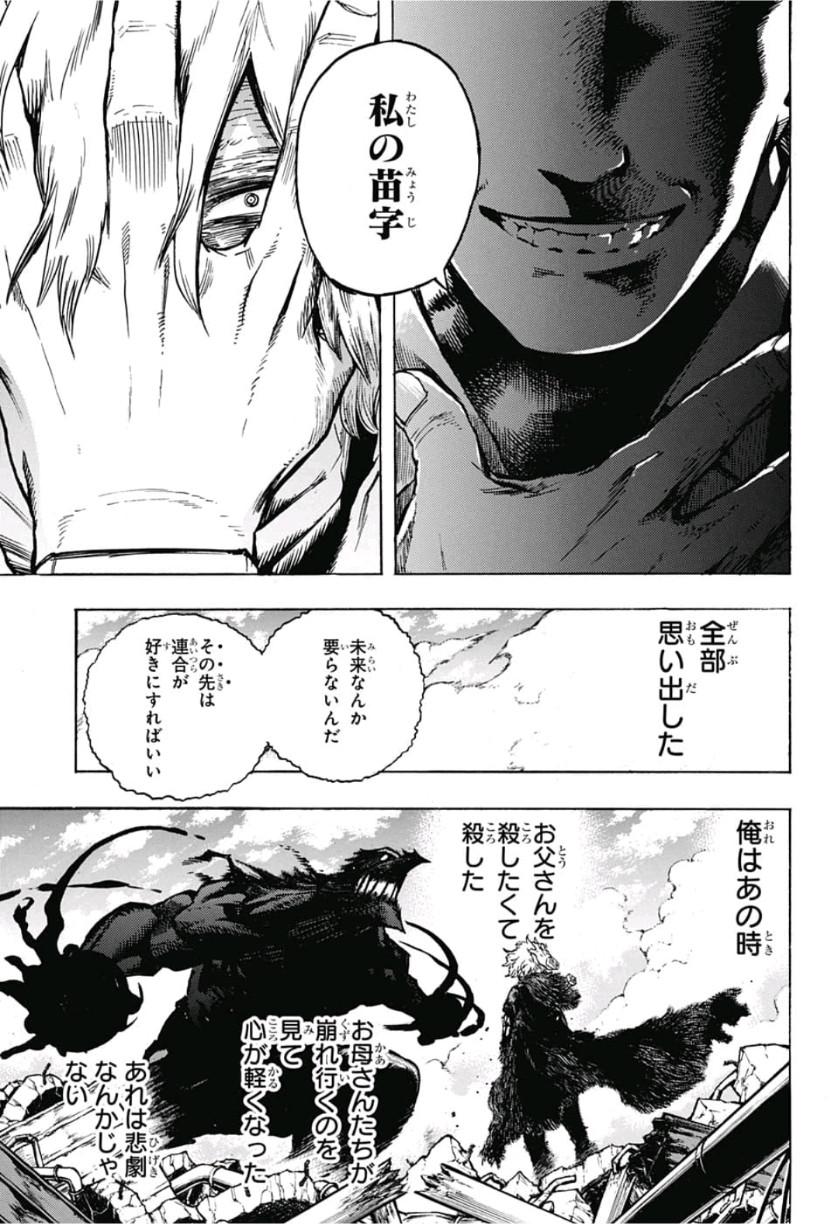 私の苗字
全部
思い出した
未来なんか
要らないんだ
その先は
連合が
好きにすればいい
俺はあの時
お父さんを
殺したくて
殺した
お母さんたちが
崩れ行くのを
見て
心が軽くなった
あれは悲劇
なんかじゃ
ない